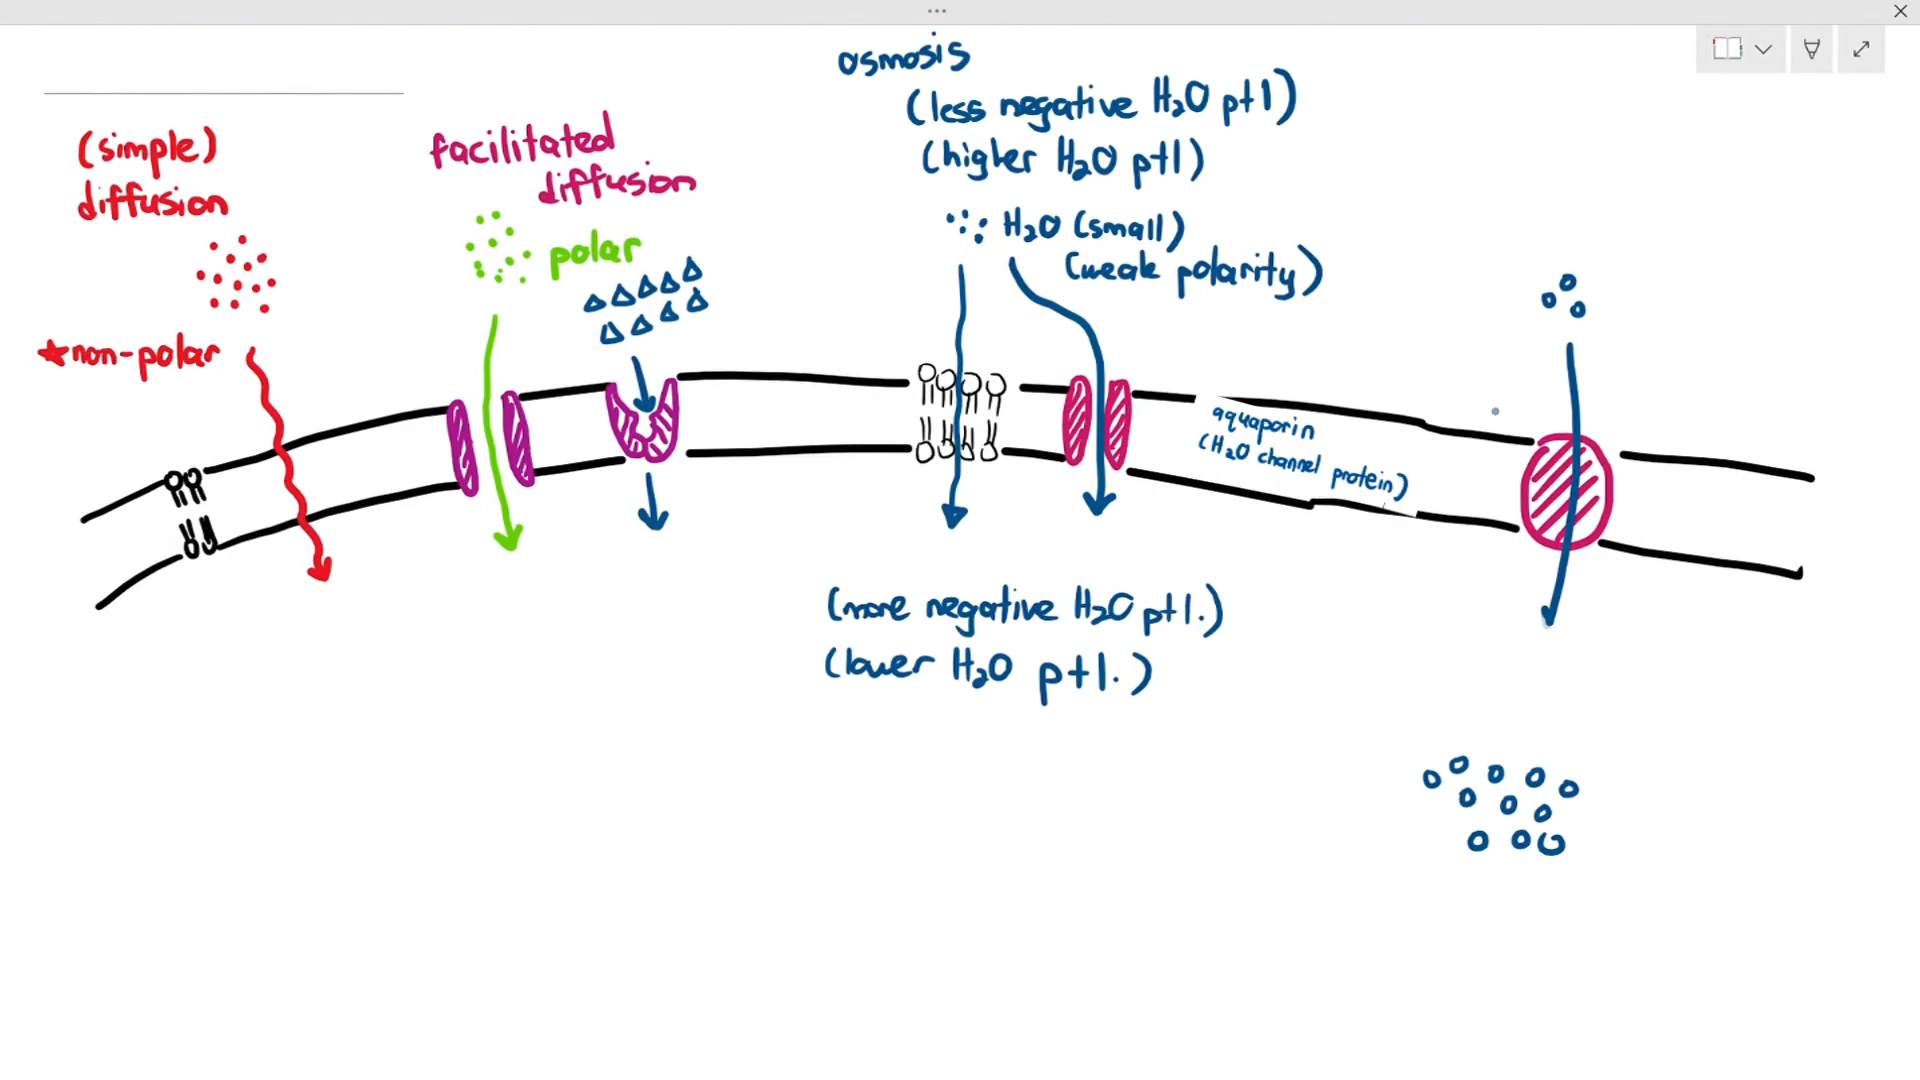 osmosis
(less negative H₂O ptl)
(higher H₂O ptl)
(simple)
diffusion
facilitated
diffusion
polar
H₂O (small)
(weak polarity)
★non-polar
aquaporin
(H₂O channel protein)
(more negative H₂O ptl.)
(lower H₂O ptl.)